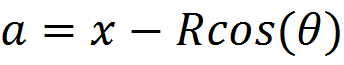 a = x − Rcos(θ)